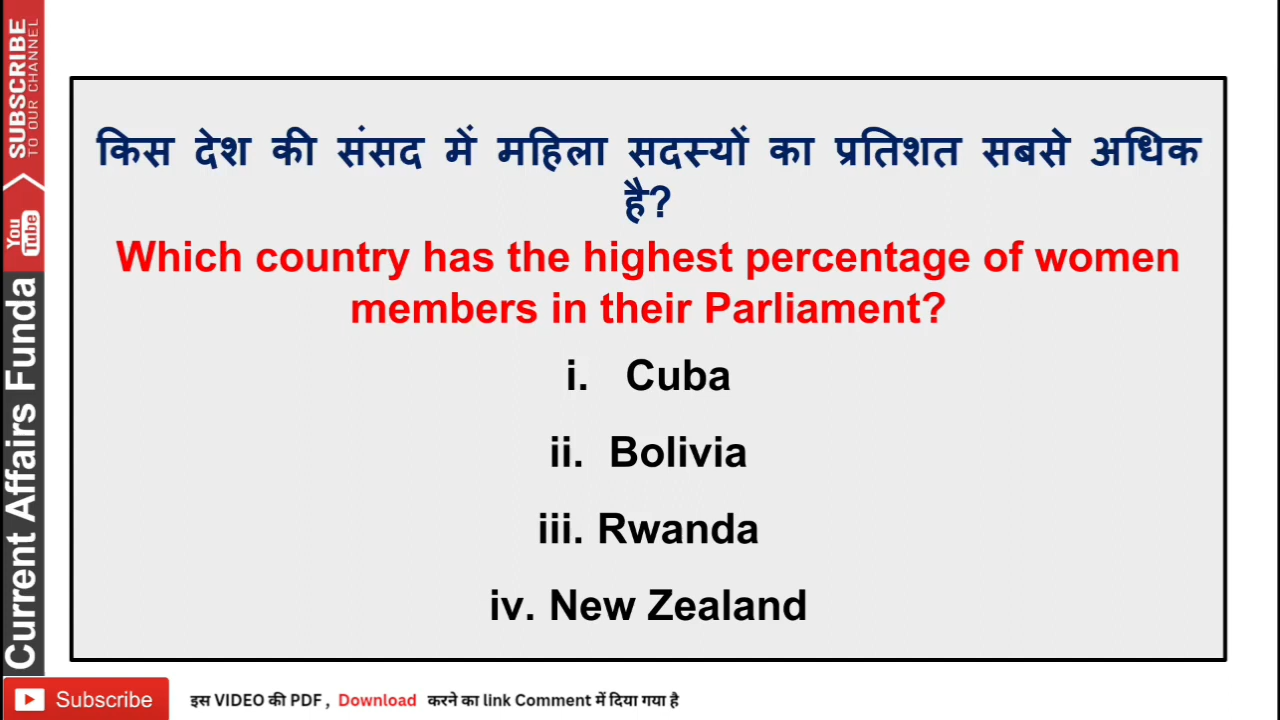 SUBSCRIBE
TO OUR CHANNEL
You
Tube
Current Affairs Funda
किस देश की संसद में महिला सदस्यों का प्रतिशत सबसे अधिक
है?
Which country has the highest percentage of women
members in their Parliament?
i. Cuba
ii. Bolivia
iii. Rwanda
iv. New Zealand
Subscribe
इस VIDEO की PDF , Download करने का link Comment में दिया गया है